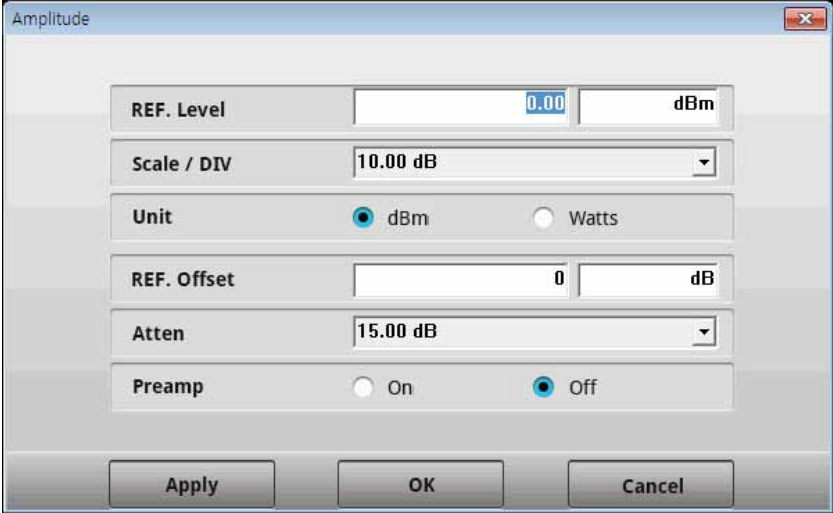 Amplitude
REF. Level 0.00 dBm
Scale / DIV 10.00 dB
Unit dBm Watts
REF. Offset 0 dB
Atten 15.00 dB
Preamp On Off
Apply OK Cancel